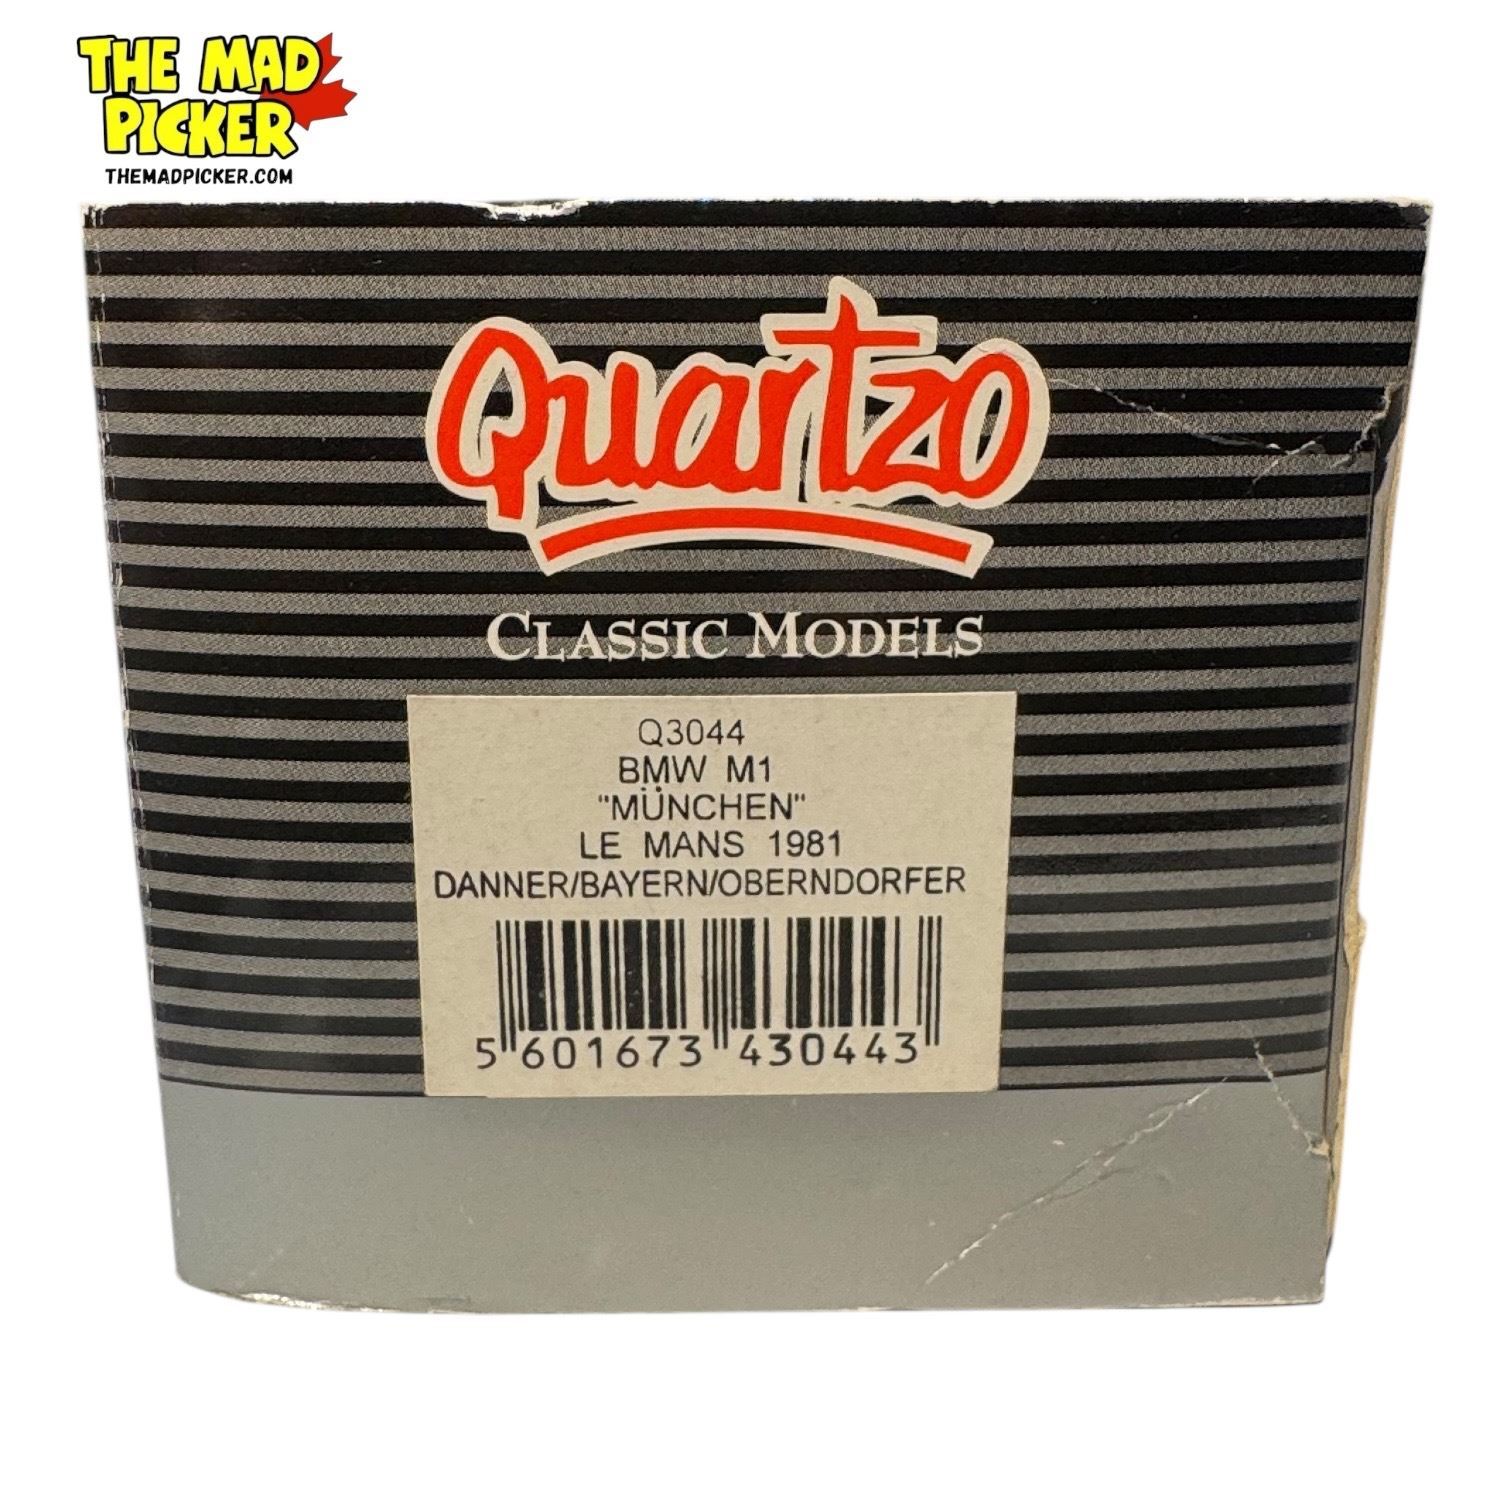 THE MAD
PICKER
THEMADPICKER.COM
Quartzo
CLASSIC MODELS
Q3044
BMW M1
"MÜNCHEN"
LE MANS 1981
DANNER/BAYERN/OBERNDORFER
5 601673 430443